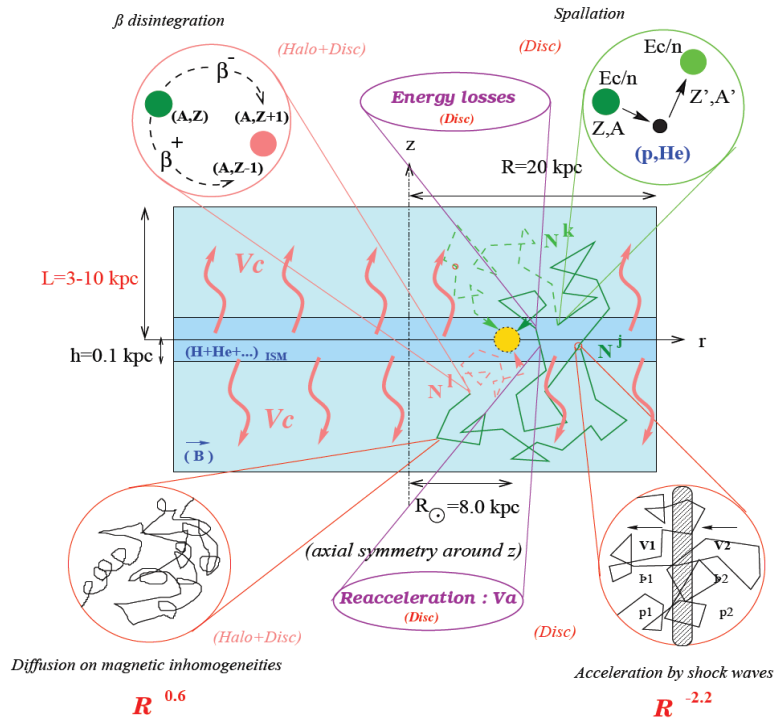 β disintegration
Spallation
(Halo+Disc)
(Disc)
β-
(A,Z)
(A,Z+1)
β+
(A,Z-1)
Energy losses
(Disc)
Ec/n
Ec/n
Z',A'
Z,A
(p,He)
z
R=20 kpc
N k
Vc
L=3-10 kpc
h=0.1 kpc
(H+He+...) ISM
r
N j
N l
Vc
(B)
R⊙=8.0 kpc
(axial symmetry around z)
V1
V2
Þ1
Þ2
p1
p2
Reacceleration : Va
(Disc)
(Halo+Disc)
(Disc)
Diffusion on magnetic inhomogeneities
Acceleration by shock waves
R 0.6
R -2.2